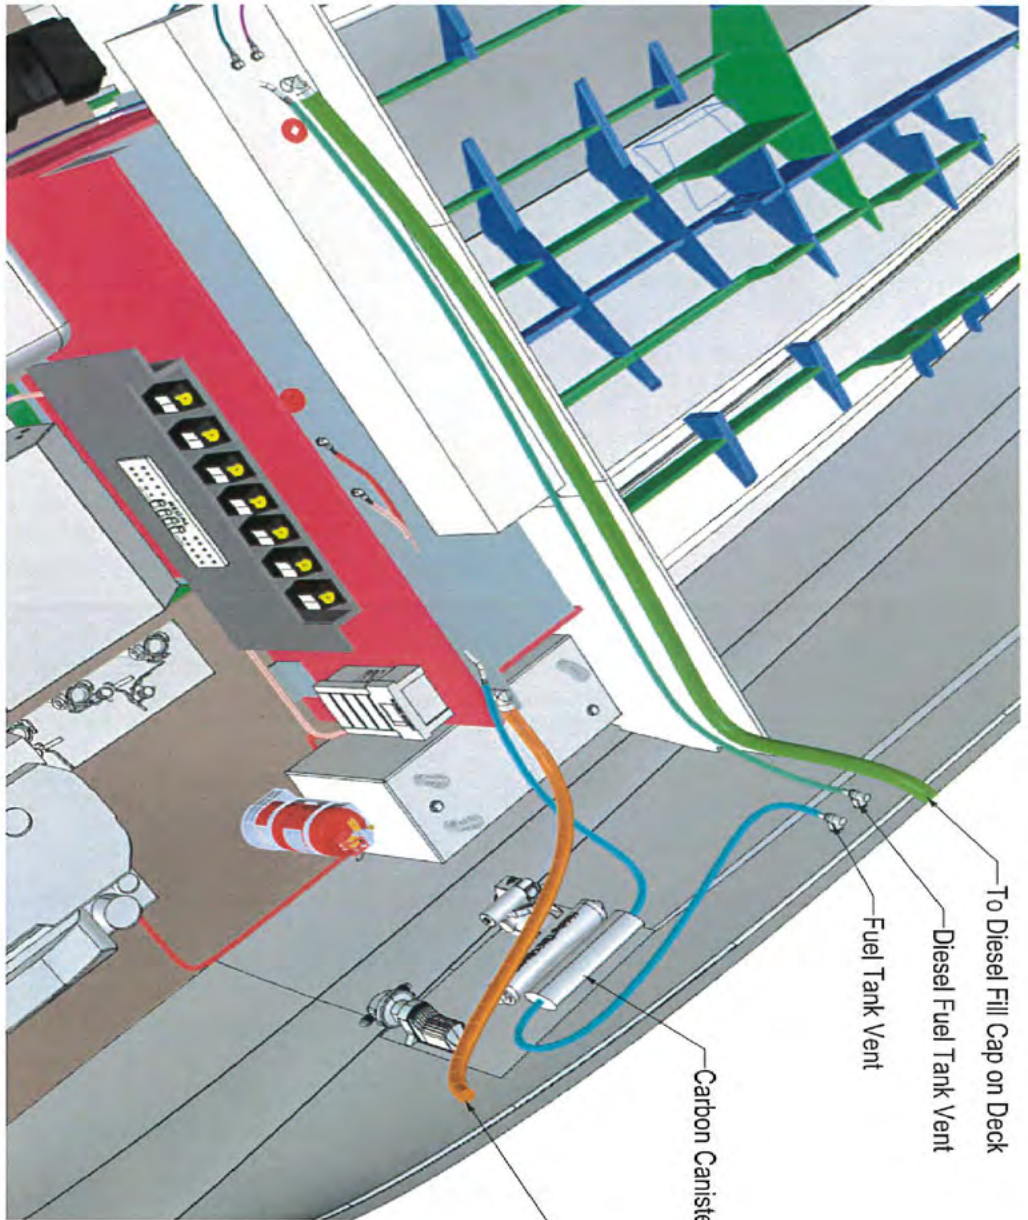 To Diesel Fill Cap on Deck
Diesel Fuel Tank Vent
Fuel Tank Vent
Carbon Caniste